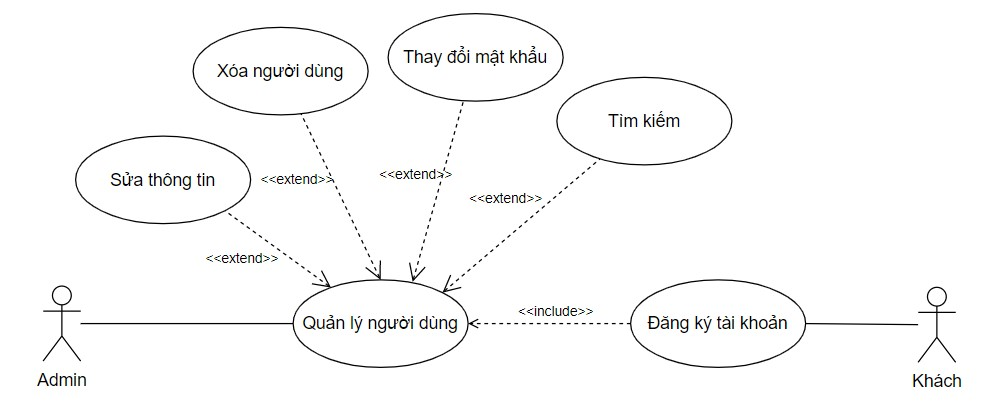 Thay đổi mật khẩu
Xóa người dùng
Tìm kiếm
Sửa thông tin
<<extend>>
<<extend>>
<<extend>>
<<extend>>
Quản lý người dùng
<<include>>
Đăng ký tài khoản
Admin
Khách